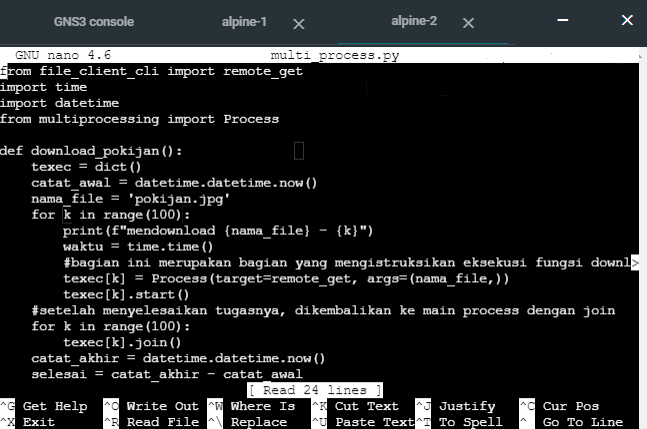 GNS3 console alpine-1 × alpine-2 ×
GNU nano 4.6 multi_process.py
from file_client_cli import remote_get
import time
import datetime
from multiprocessing import Process
def download_pokijan():
    texec = dict()
    catat_awal = datetime.datetime.now()
    nama_file = 'pokijan.jpg'
    for k in range(100):
        print(f"mendownload {nama_file} - {k}")
        waktu = time.time()
        #bagian ini merupakan bagian yang mengistruksikan eksekusi fungsi downl>
        texec[k] = Process(target=remote_get, args=(nama_file,))
        texec[k].start()
    #setelah menyelesaikan tugasnya, dikembalikan ke main process dengan join
    for k in range(100):
        texec[k].join()
    catat_akhir = datetime.datetime.now()
    selesai = catat_akhir - catat_awal
[ Read 24 lines ]
^G Get Help ^O Write Out ^W Where Is ^K Cut Text ^J Justify ^C Cur Pos
^X Exit ^R Read File ^\ Replace ^U Paste Text ^T To Spell ^_ Go To Line